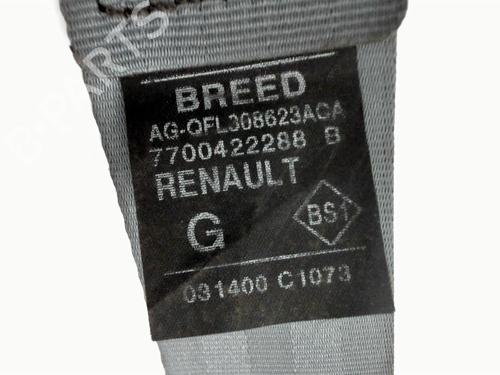 BREED
AG-QFL308623ACA
7700422288 B
RENAULT
G
BS1
031400 C1073